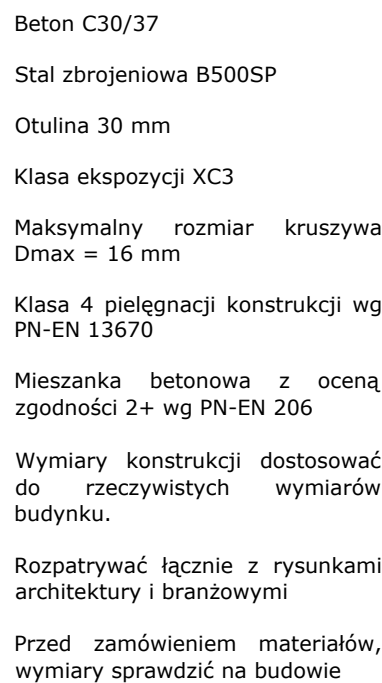 Beton C30/37
Stal zbrojeniowa B500SP
Otulina 30 mm
Klasa ekspozycji XC3
Maksymalny rozmiar kruszywa
Dmax = 16 mm
Klasa 4 pielęgnacji konstrukcji wg
PN-EN 13670
Mieszanka betonowa z oceną
zgodności 2+ wg PN-EN 206
Wymiary konstrukcji dostosować
do rzeczywistych wymiarów
budynku.
Rozpatrywać łącznie z rysunkami
architektury i branżowymi
Przed zamówieniem materiałów,
wymiary sprawdzić na budowie